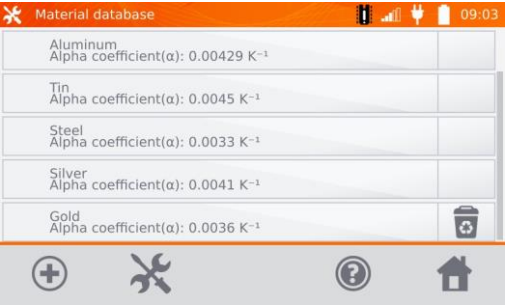 Material database
09:03
Aluminum
Alpha coefficient(α): 0.00429 K⁻¹
Tin
Alpha coefficient(α): 0.0045 K⁻¹
Steel
Alpha coefficient(α): 0.0033 K⁻¹
Silver
Alpha coefficient(α): 0.0041 K⁻¹
Gold
Alpha coefficient(α): 0.0036 K⁻¹